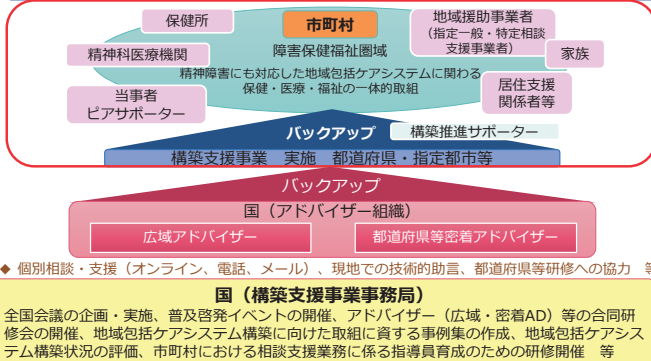 保健所
市町村
地域援助事業者
(指定一般・特定相談
支援事業者)
精神科医療機関
障害保健福祉圏域
家族
精神障害にも対応した地域包括ケアシステムに関わる
保健・医療・福祉の一体的取組
当事者
ピアサポーター
居住支援
関係者等
バックアップ
構築推進サポーター
構築支援事業 実施 都道府県・指定都市等
バックアップ
国(アドバイザー組織)
広域アドバイザー
都道府県等密着アドバイザー
◆ 個別相談・支援(オンライン、電話、メール)、現地での技術的助言、都道府県等研修への協力 等
国(構築支援事業事務局)
全国会議の企画・実施、普及啓発イベントの開催、アドバイザー(広域・密着AD)等の合同研
修会の開催、地域包括ケアシステム構築に向けた取組に資する事例集の作成、地域包括ケアシス
テム構築状況の評価、市町村における相談支援業務に係る指導員育成のための研修開催 等